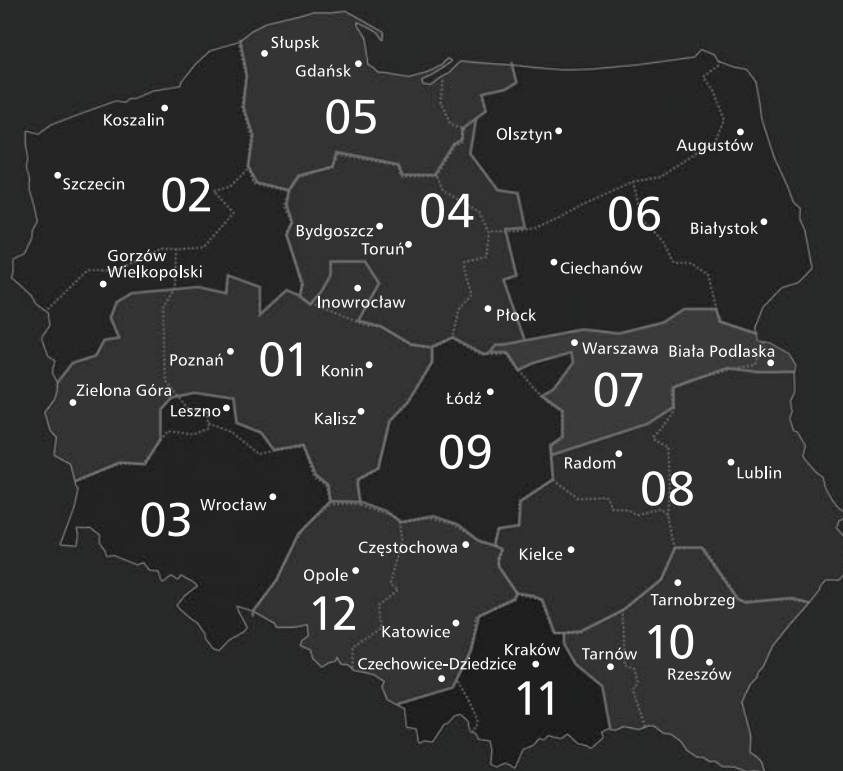 Słupsk
Gdańsk
05
Koszalin
Olsztyn
Augustów
Szczecin
02
04
06
Bydgoszcz
Toruń
Białystok
Gorzów
Wielkopolski
Ciechanów
Inowrocław
Płock
Poznań
01
Konin
Warszawa
Biała Podlaska
07
Zielona Góra
Leszno
Kalisz
Łódź
09
Radom
08
Lublin
03
Wrocław
Częstochowa
Kielce
Opole
12
Tarnobrzeg
Katowice
10
Kraków
Tarnów
Czechowice-Dziedzice
Rzeszów
11